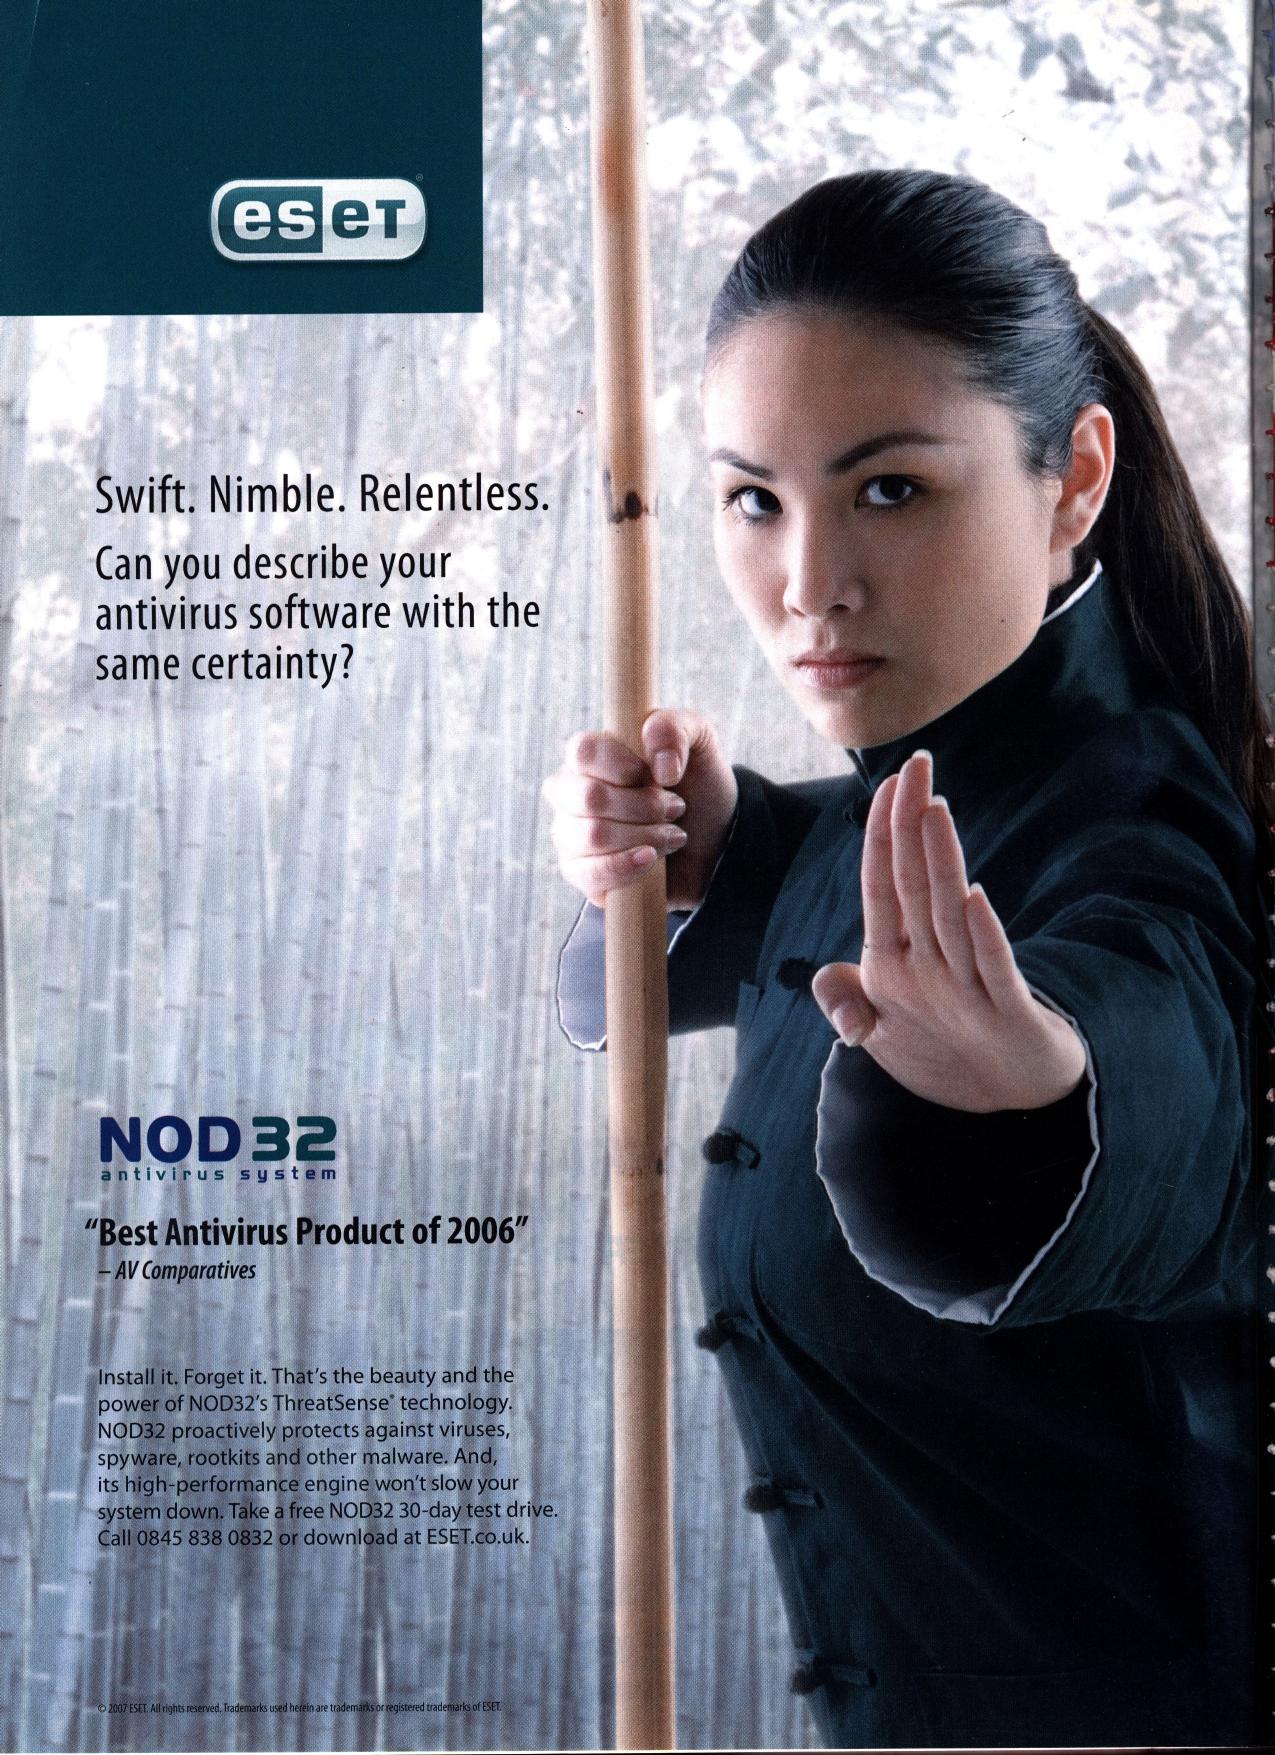 eseT®
Swift. Nimble. Relentless.
Can you describe your
antivirus software with the
same certainty?
NOD32
antivirus system
“Best Antivirus Product of 2006”
– AV Comparatives
Install it. Forget it. That’s the beauty and the
power of NOD32’s ThreatSense® technology.
NOD32 proactively protects against viruses,
spyware, rootkits and other malware. And,
its high-performance engine won’t slow your
system down. Take a free NOD32 30-day test drive.
Call 0845 838 0832 or download at ESET.co.uk.
© 2007 ESET. All rights reserved. Trademarks used herein are trademarks or registered trademarks of ESET.